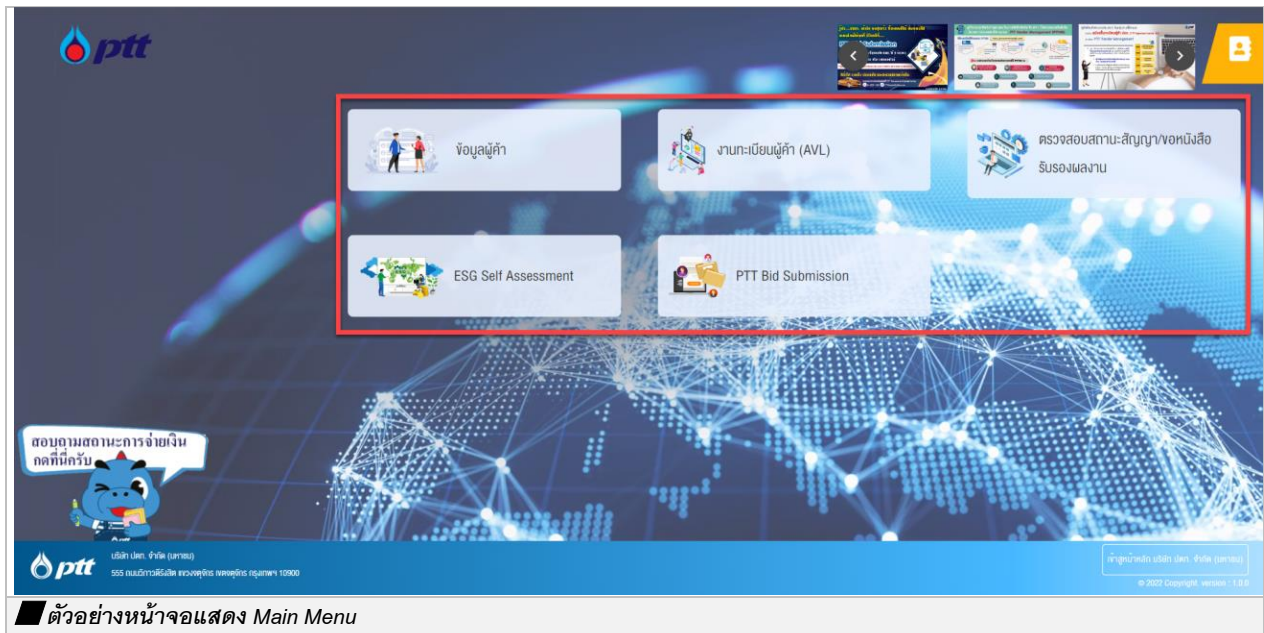 ptt
ข้อมูลผู้ค้า
งานทะเบียนผู้ค้า (AVL)
ตรวจสอบสถานะสัญญา/ขอหนังสือ
รับรองผลงาน
ESG Self Assessment
PTT Bid Submission
สอบถามสถานะการจ่ายเงิน
กดที่นี่ครับ
ptt
บริษัท ปตท. จำกัด (มหาชน)
555 ถนนวิภาวดีรังสิต แขวงจตุจักร เขตจตุจักร กรุงเทพฯ 10900
เข้าสู่หน้าหลัก บริษัท ปตท. จำกัด (มหาชน)
© 2022 Copyright. version : 1.0.0
ตัวอย่างหน้าจอแสดง Main Menu